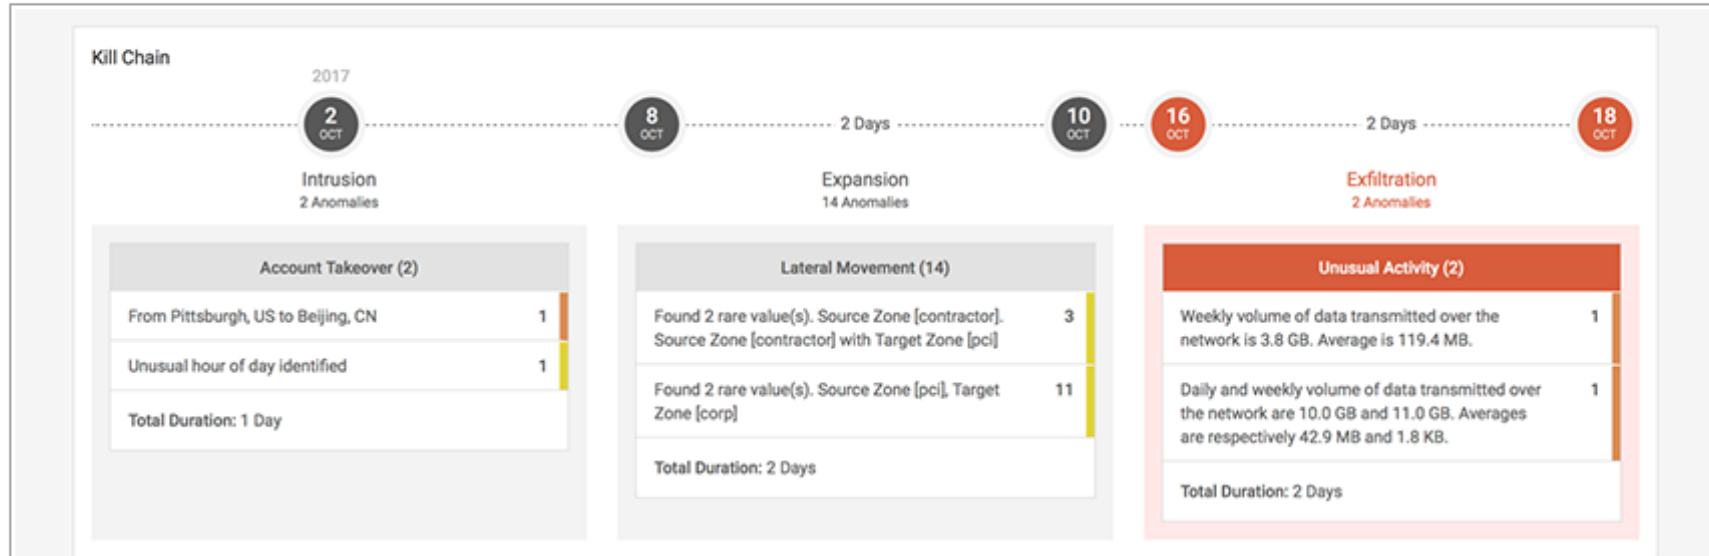 Kill Chain
2017
2
OCT
8
OCT
2 Days
10
OCT
16
OCT
2 Days
18
OCT
Intrusion
2 Anomalies
Expansion
14 Anomalies
Exfiltration
2 Anomalies
Account Takeover (2)
From Pittsburgh, US to Beijing, CN 1
Unusual hour of day identified 1
Total Duration: 1 Day
Lateral Movement (14)
Found 2 rare value(s). Source Zone [contractor]. 3
Source Zone [contractor] with Target Zone [pci]
Found 2 rare value(s). Source Zone [pci], Target 11
Zone [corp]
Total Duration: 2 Days
Unusual Activity (2)
Weekly volume of data transmitted over the 1
network is 3.8 GB. Average is 119.4 MB.
Daily and weekly volume of data transmitted over 1
the network are 10.0 GB and 11.0 GB. Averages
are respectively 42.9 MB and 1.8 KB.
Total Duration: 2 Days